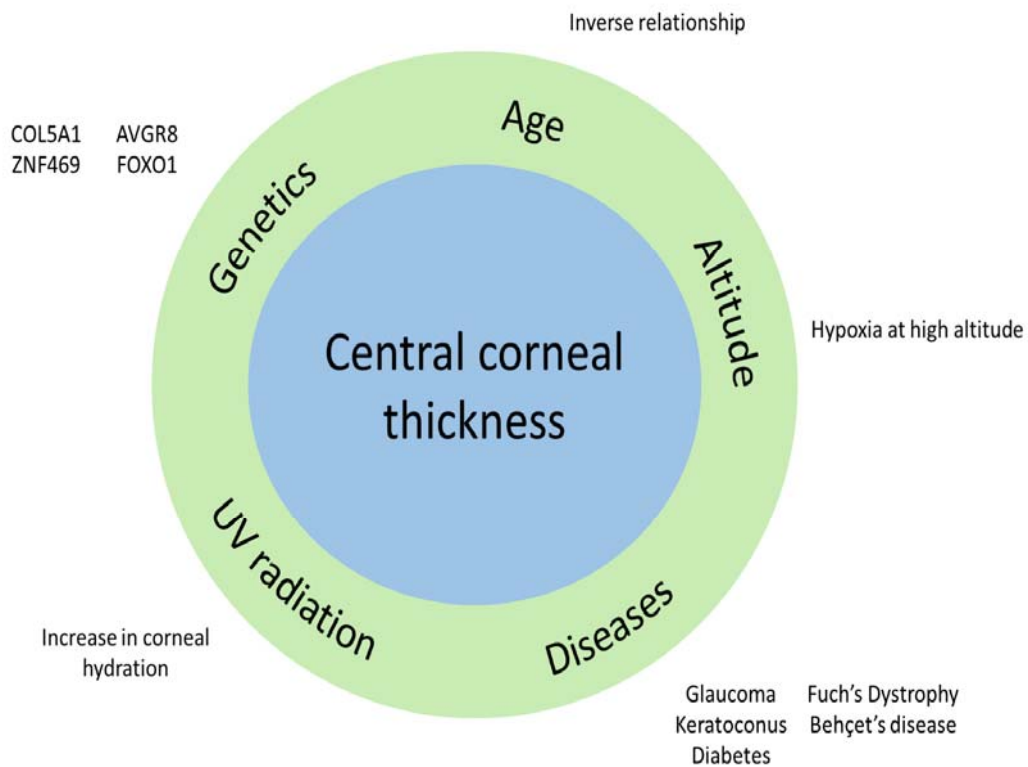 Inverse relationship
Age
COL5A1 AVGR8
ZNF469 FOXO1
Genetics
Altitude
Hypoxia at high altitude
Central corneal
thickness
UV radiation
Increase in corneal
hydration
Diseases
Glaucoma Fuch's Dystrophy
Keratoconus Behçet's disease
Diabetes